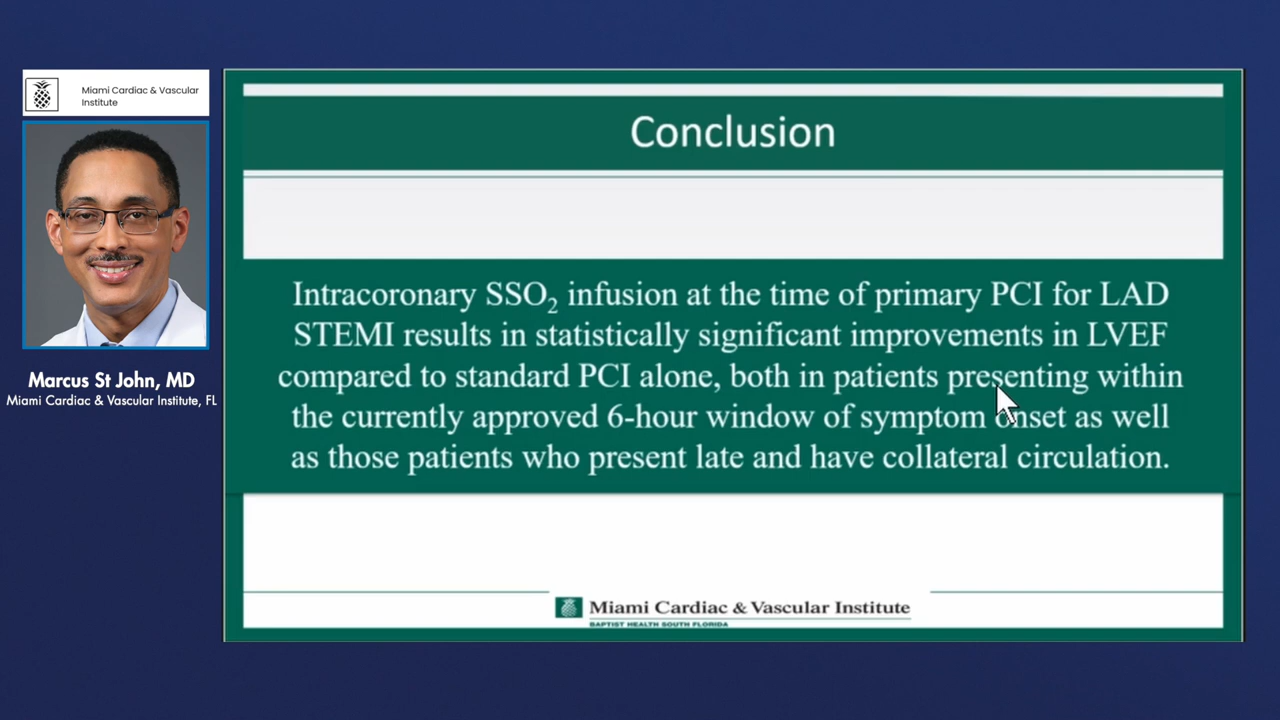 Miami Cardiac & Vascular
Institute
Marcus St John, MD
Miami Cardiac & Vascular Institute, FL
Conclusion
Intracoronary SSO₂ infusion at the time of primary PCI for LAD
STEMI results in statistically significant improvements in LVEF
compared to standard PCI alone, both in patients presenting within
the currently approved 6-hour window of symptom onset as well
as those patients who present late and have collateral circulation.
Miami Cardiac & Vascular Institute
BAPTIST HEALTH SOUTH FLORIDA